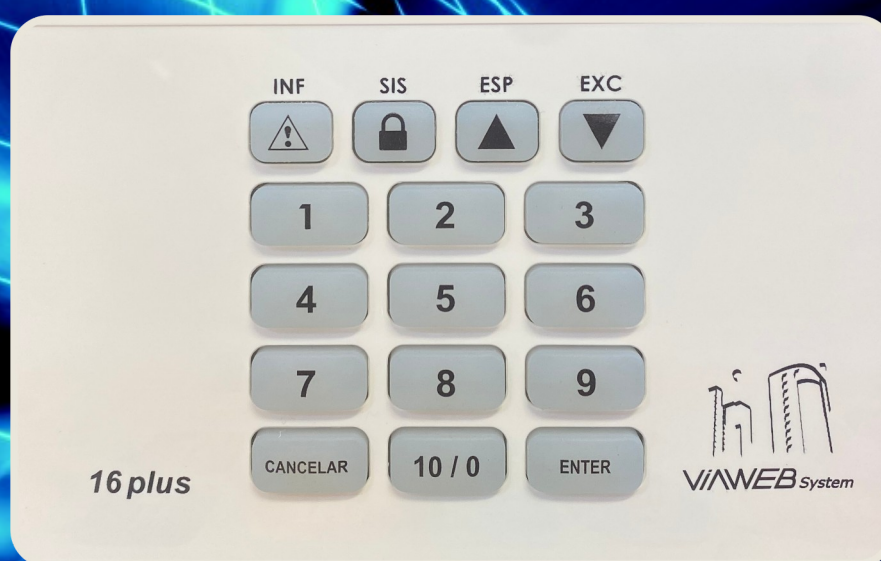 INF SIS ESP EXC
1 2 3
4 5 6
7 8 9
CANCELAR 10 / 0 ENTER
16 plus
ViAWEB System